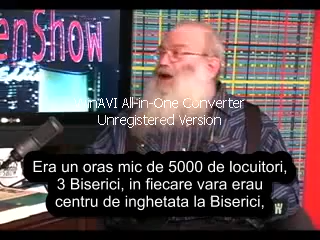 enShow
inAVI All-in-One Converter
Unregistered Version
Era un oras mic de 5000 de locuitori,
3 Biserici, in fiecare vara erau
centru de inghetata la Biserici,